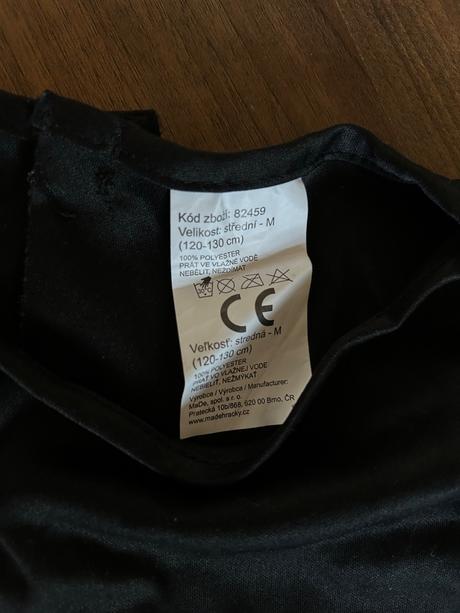 Kód zboží: 82459
Velikost: střední - M
(120-130 cm)
100% POLYESTER
PRÁT VE VLAŽNÉ VODĚ
NEBĚLIT, NEŽDÍMAT
CE
Veľkosť: stredná - M
(120-130 cm)
100% POLYESTER
PRAŤ VO VLAŽNEJ VODE
NEBIELIŤ, NEŽMÝKAŤ
Výrobce / Výrobca / Manufacturer:
MaDe, spol. s r.o.
Pratecká 10b/868, 620 00 Brno, ČR
www.madehracky.cz